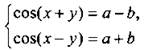 cos(x + y) = a − b,
cos(x − y) = a + b